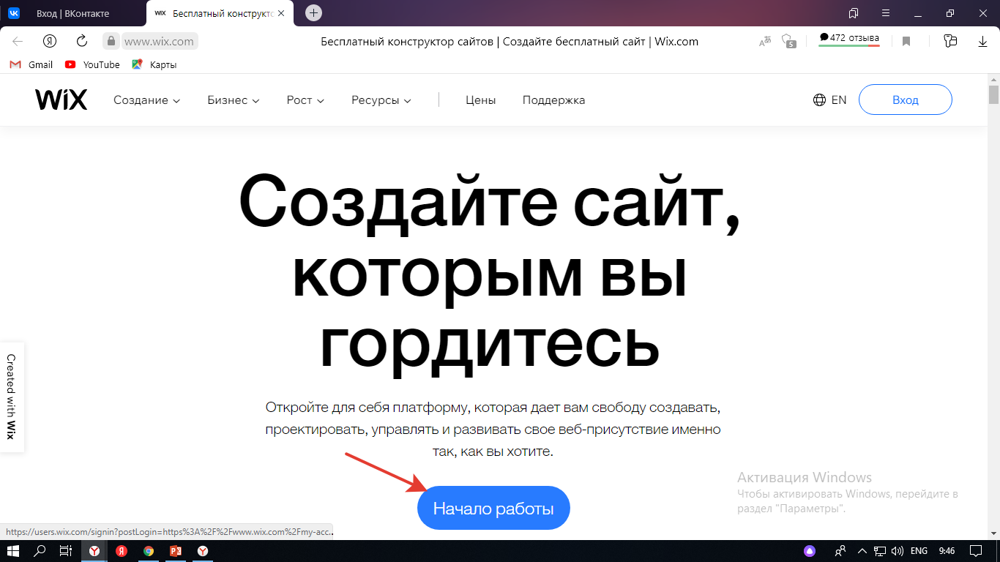 Вход | ВКонтакте
WiX Бесплатный конструкто
www.wix.com
Бесплатный конструктор сайтов | Создайте бесплатный сайт | Wix.com
5
472 отзыва
Gmail YouTube Карты
WiX Создание Бизнес Рост Ресурсы Цены Поддержка EN Вход
Создайте сайт,
которым вы
гордитесь
Created with Wix
Откройте для себя платформу, которая дает вам свободу создавать,
проектировать, управлять и развивать свое веб-присутствие именно
так, как вы хотите.
Начало работы
Активация Windows
Чтобы активировать Windows, перейдите в
раздел "Параметры".
https://users.wix.com/signin?postLogin=https%3A%2F%2Fwww.wix.com%2Fmy-acc...
ENG 9:46